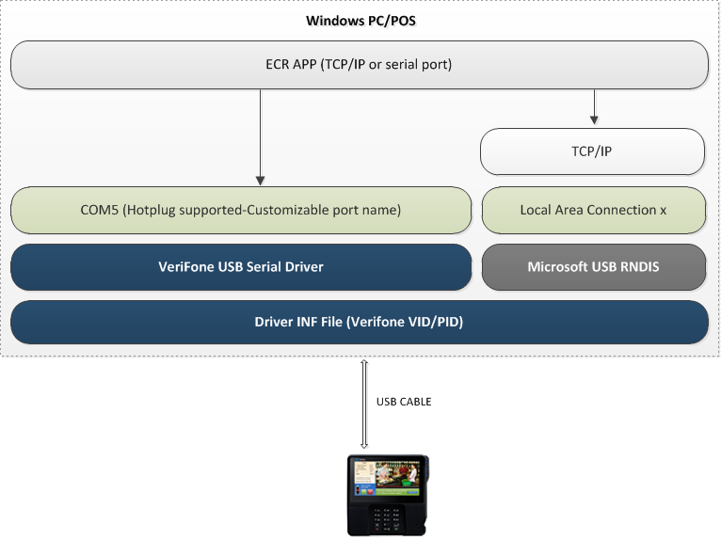 Windows PC/POS
ECR APP (TCP/IP or serial port)
TCP/IP
COM5 (Hotplug supported-Customizable port name)
Local Area Connection x
VeriFone USB Serial Driver
Microsoft USB RNDIS
Driver INF File (Verifone VID/PID)
USB CABLE